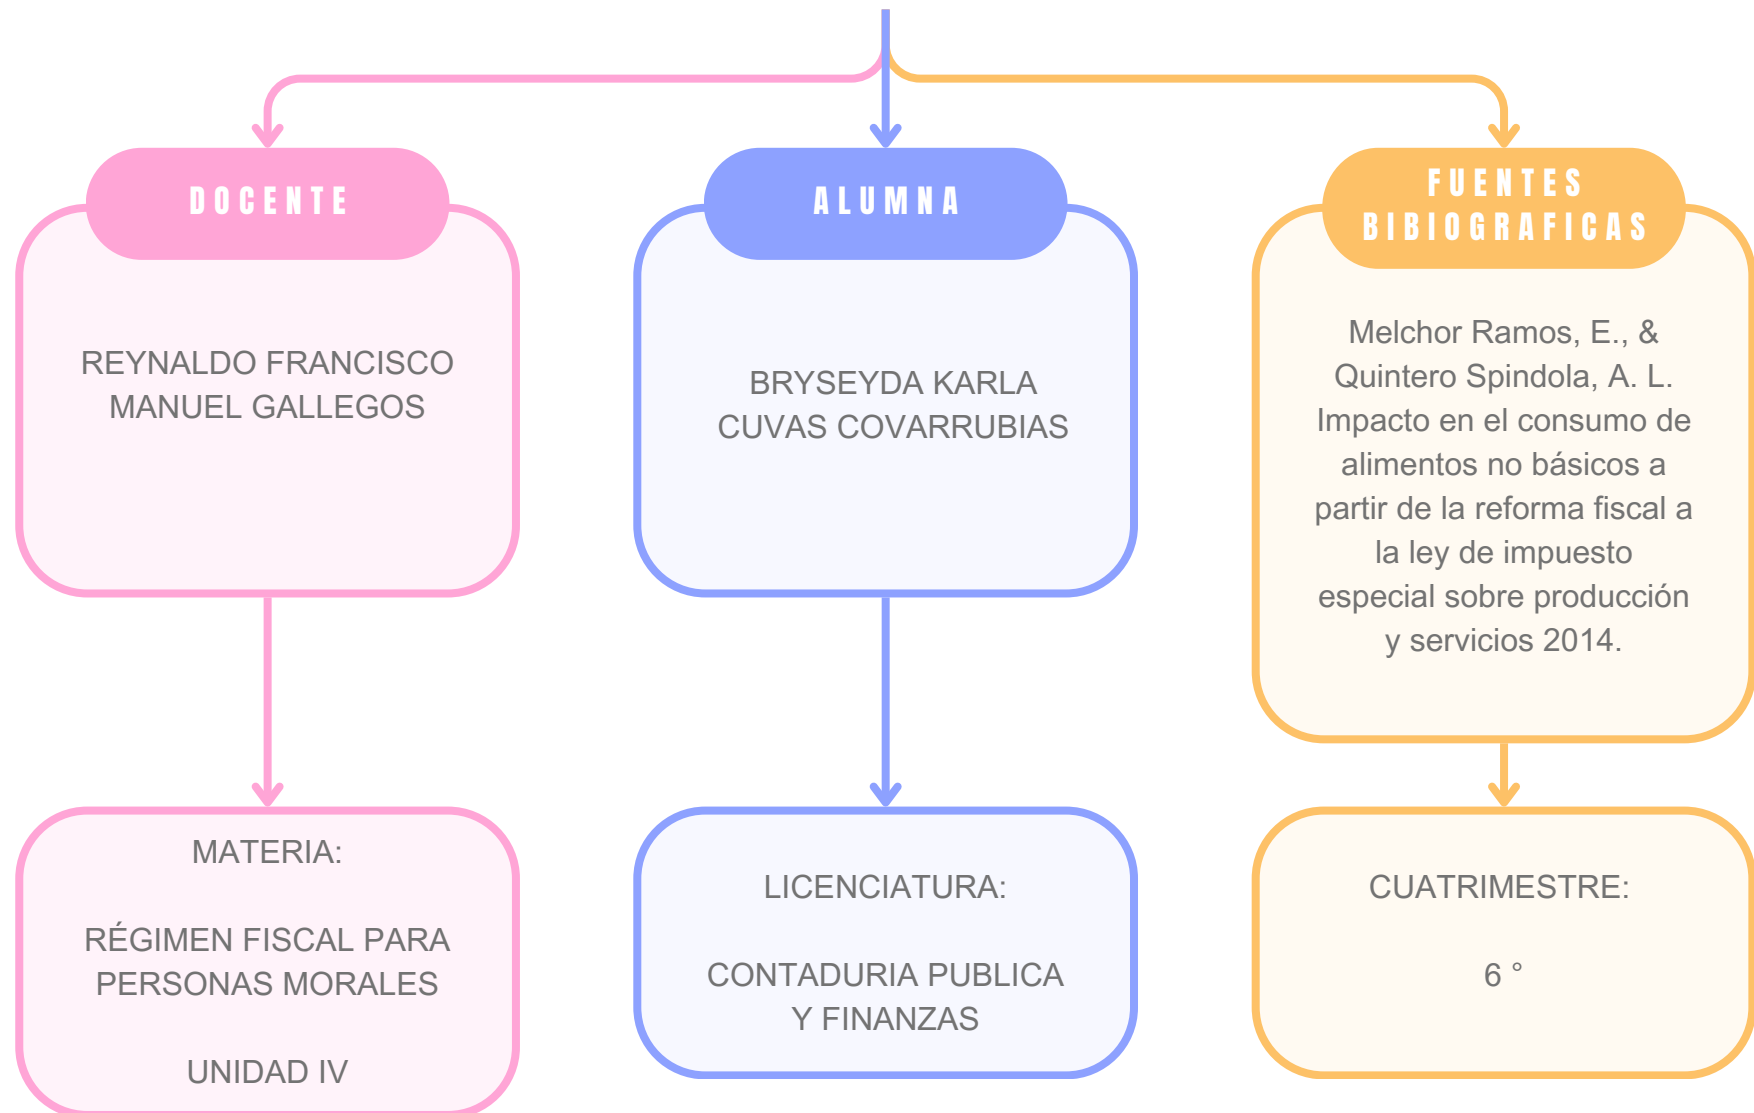 DOCENTE
REYNALDO FRANCISCO
MANUEL GALLEGOS
MATERIA:
RÉGIMEN FISCAL PARA
PERSONAS MORALES
UNIDAD IV
ALUMNA
BRYSEYDA KARLA
CUVAS COVARRUBIAS
LICENCIATURA:
CONTADURIA PUBLICA
Y FINANZAS
FUENTES
BIBIOGRAFICAS
Melchor Ramos, E., &
Quintero Spindola, A. L.
Impacto en el consumo de
alimentos no básicos a
partir de la reforma fiscal a
la ley de impuesto
especial sobre producción
y servicios 2014.
CUATRIMESTRE:
6 °